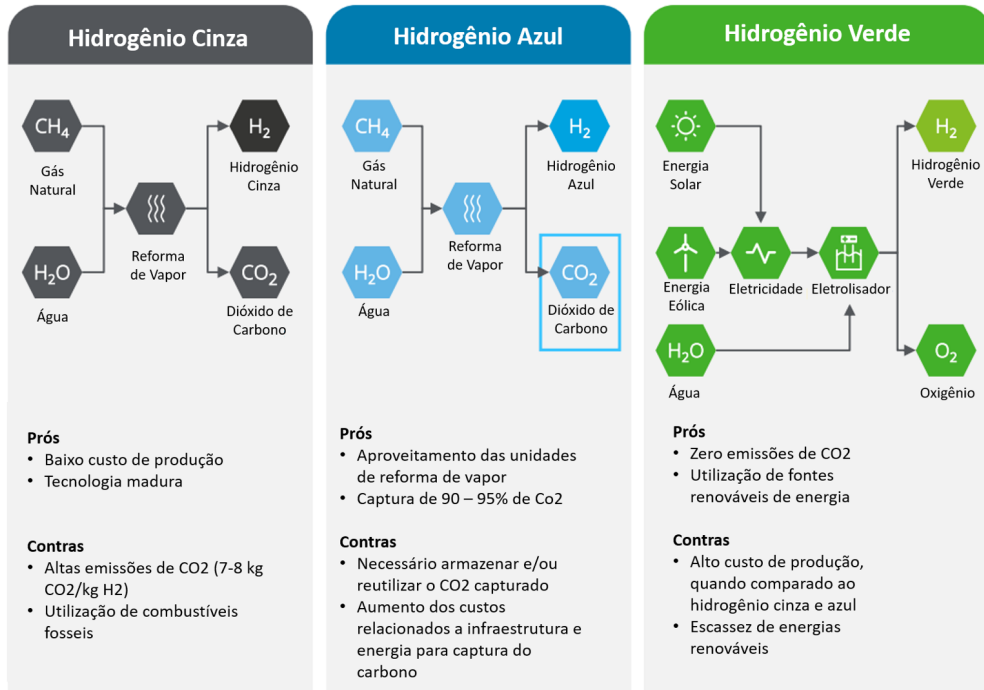 Hidrogênio Cinza
CH₄
Gás
Natural
H₂O
Água
Reforma
de Vapor
H₂
Hidrogênio
Cinza
CO₂
Dióxido de
Carbono
Prós
• Baixo custo de produção
• Tecnologia madura
Contras
• Altas emissões de CO2 (7-8 kg
CO2/kg H2)
• Utilização de combustíveis
fosseis
Hidrogênio Azul
CH₄
Gás
Natural
H₂O
Água
Reforma
de Vapor
H₂
Hidrogênio
Azul
CO₂
Dióxido de
Carbono
Prós
• Aproveitamento das unidades
de reforma de vapor
• Captura de 90 – 95% de Co2
Contras
• Necessário armazenar e/ou
reutilizar o CO2 capturado
• Aumento dos custos
relacionados a infraestrutura e
energia para captura do
carbono
Hidrogênio Verde
Energia
Solar
Energia
Eólica
Eletricidade
Eletrolisador
H₂O
Água
H₂
Hidrogênio
Verde
O₂
Oxigênio
Prós
• Zero emissões de CO2
• Utilização de fontes
renováveis de energia
Contras
• Alto custo de produção,
quando comparado ao
hidrogênio cinza e azul
• Escassez de energias
renováveis